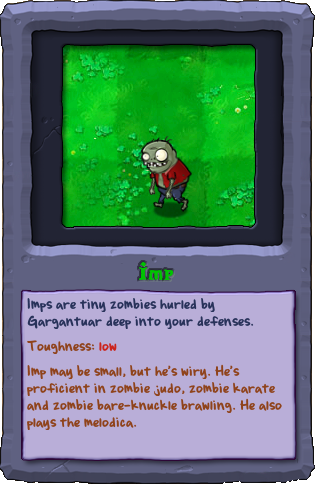 Imp
Imps are tiny zombies hurled by
Gargantuar deep into your defenses.
Toughness: low
Imp may be small, but he's wiry. He's
proficient in zombie judo, zombie karate
and zombie bare-knuckle brawling. He also
plays the melodica.